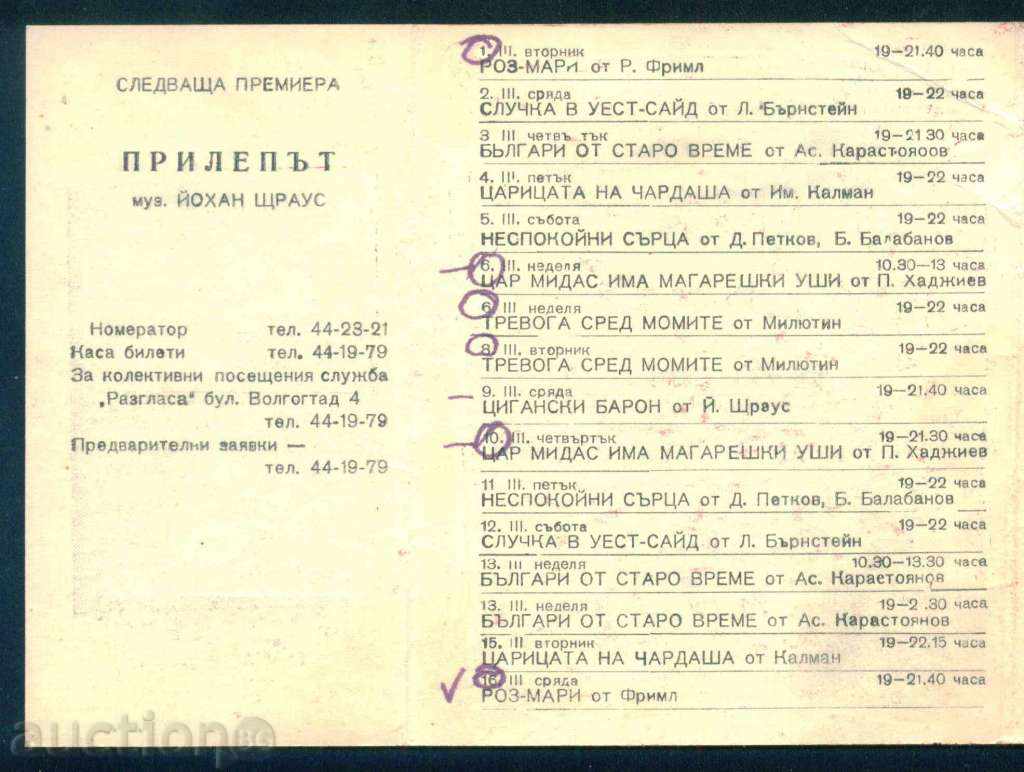 СЛЕДВАЩА ПРЕМИЕРА
ПРИЛЕПЪТ
муз. ЙОХАН ЩРАУС
Номератор тел. 44-23-21
Каса билети тел. 44-19-79
За колективни посещения служба
„Разгласа" бул. Волгоград 4
тел. 44-19-79
Предварителни заявки —
тел. 44-19-79
1. III. вторник 19—21.40 часа
РОЗ-МАРИ от Р. Фримл
2. III. сряда 19—22 часа
СЛУЧКА В УЕСТ-САЙД от Л. Бърнстейн
3 III четвъ тък 19—21 30 часа
БЪЛГАРИ ОТ СТАРО ВРЕМЕ от Ас. Карастояоов
4. III. петък 19—22 часа
ЦАРИЦАТА НА ЧАРДАША от Им. Калман
5. III. събота 19—22 часа
НЕСПОКОЙНИ СЪРЦА от Д. Петков, Б. Балабанов
6. III. неделя 10.30—13 часа
ЦАР МИДАС ИМА МАГАРЕШКИ УШИ от П. Хаджиев
6 III неделя 19—22 часа
ТРЕВОГА СРЕД МОМИТЕ от Милютин
8. III. вторник 19—22 часа
ТРЕВОГА СРЕД МОМИТЕ от Милютин
9. III. сряда 19—21.40 часа
ЦИГАНСКИ БАРОН от Й. Щраус
10. III. четвъртък 19—21.30 часа
ЦАР МИДАС ИМА МАГАРЕШКИ УШИ от П. Хаджиев
11 III. петък 19—22 часа
НЕСПОКОЙНИ СЪРЦА от Д. Петков, Б. Балабанов
12. III. събота 19—22 часа
СЛУЧКА В УЕСТ-САЙД от Л. Бърнстейн
13. III неделя 10.30—13.30 часа
БЪЛГАРИ ОТ СТАРО ВРЕМЕ от Ас. Карастоянов
13. III. неделя 19—2 .30 часа
БЪЛГАРИ ОТ СТАРО ВРЕМЕ от Ас. Карастоянов
15. III вторник 19—22.15 часа
ЦАРИЦАТА НА ЧАРДАША от Калман
16 III сряда 19—21.40 часа
РОЗ-МАРИ от Фримл
auction BG